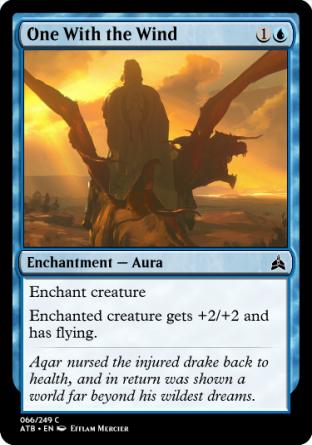 One With the Wind 1
Enchantment — Aura
Enchant creature
Enchanted creature gets +2/+2 and
has flying.
Aqar nursed the injured drake back to
health, and in return was shown a
world far beyond his wildest dreams.
066/249 C
ATB • EN Efflam Mercier